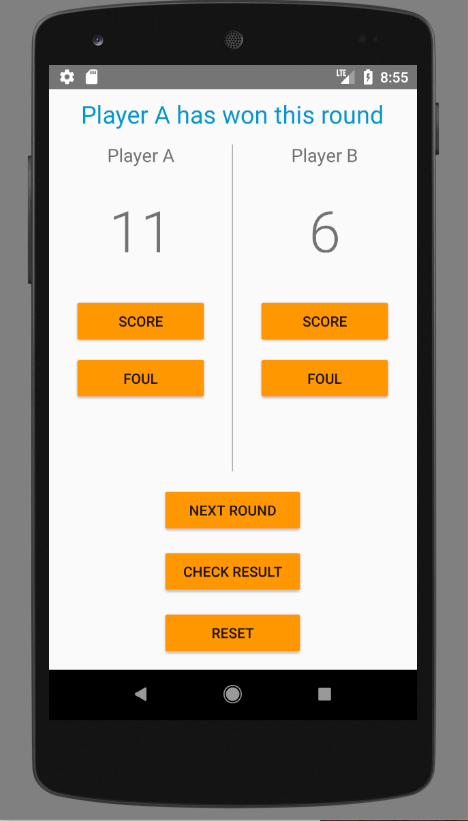 LTE 8:55
Player A has won this round
Player A Player B
11 6
SCORE SCORE
FOUL FOUL
NEXT ROUND
CHECK RESULT
RESET